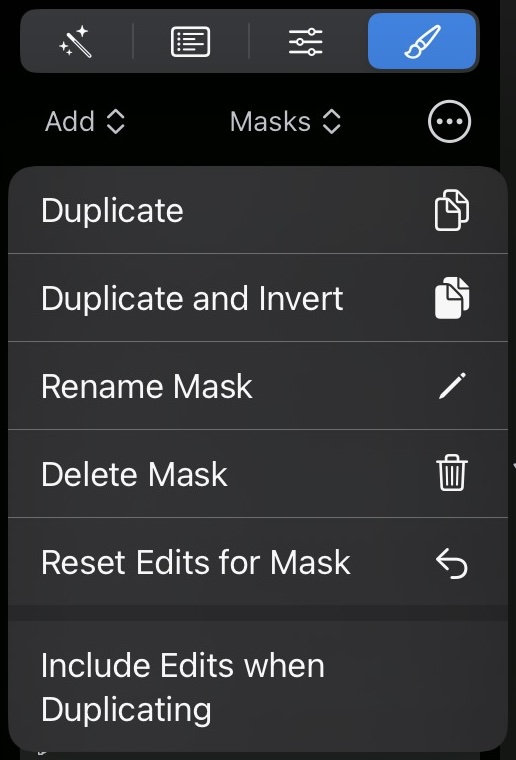 Add
Masks
Duplicate
Duplicate and Invert
Rename Mask
Delete Mask
Reset Edits for Mask
Include Edits when
Duplicating